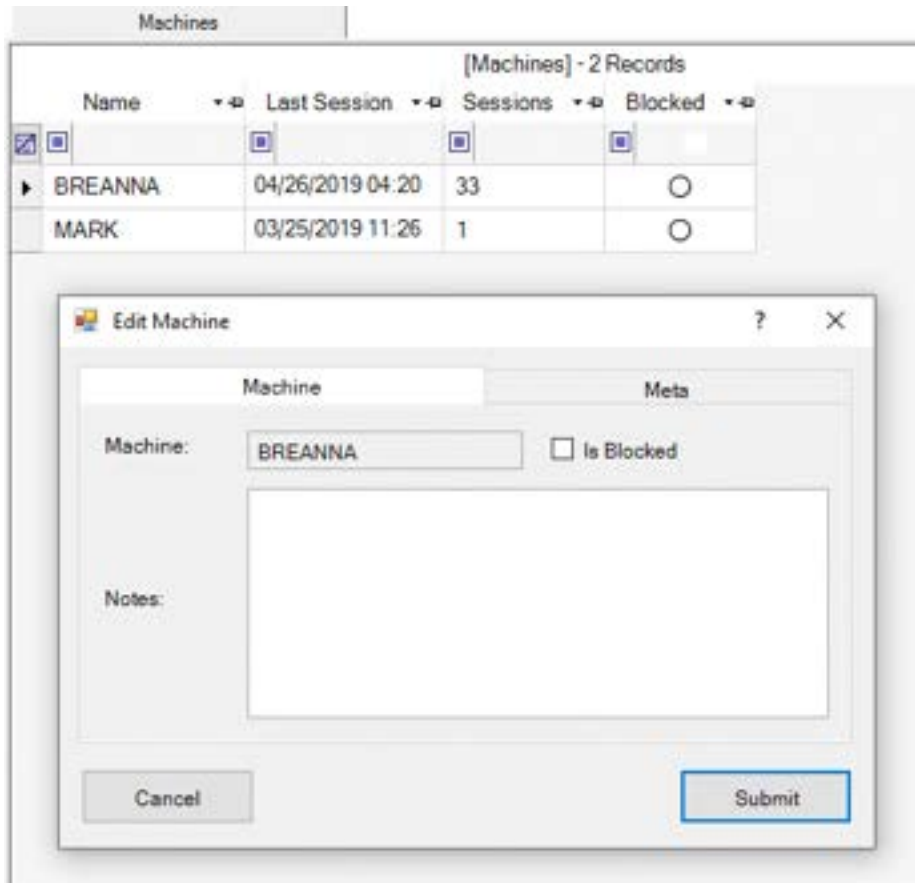 Machines
[Machines] - 2 Records
Name Last Session Sessions Blocked
BREANNA 04/26/2019 04:20 33
MARK 03/25/2019 11:26 1
Edit Machine ?
Machine Meta
Machine: BREANNA Is Blocked
Notes:
Cancel Submit